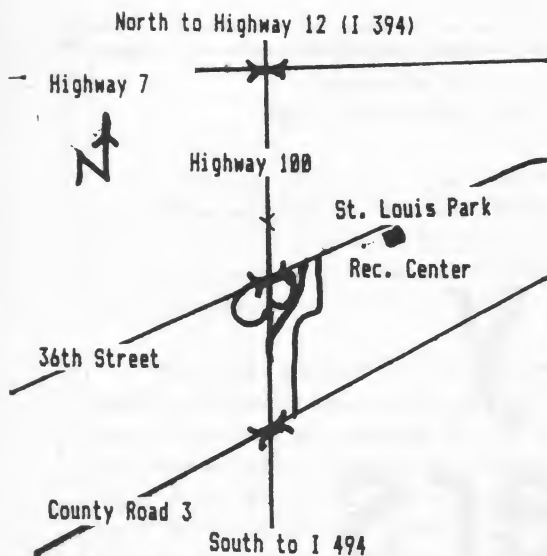 North to Highway 12 (I 394)
Highway 7
N
Highway 100
St. Louis Park
Rec. Center
36th Street
County Road 3
South to I 494